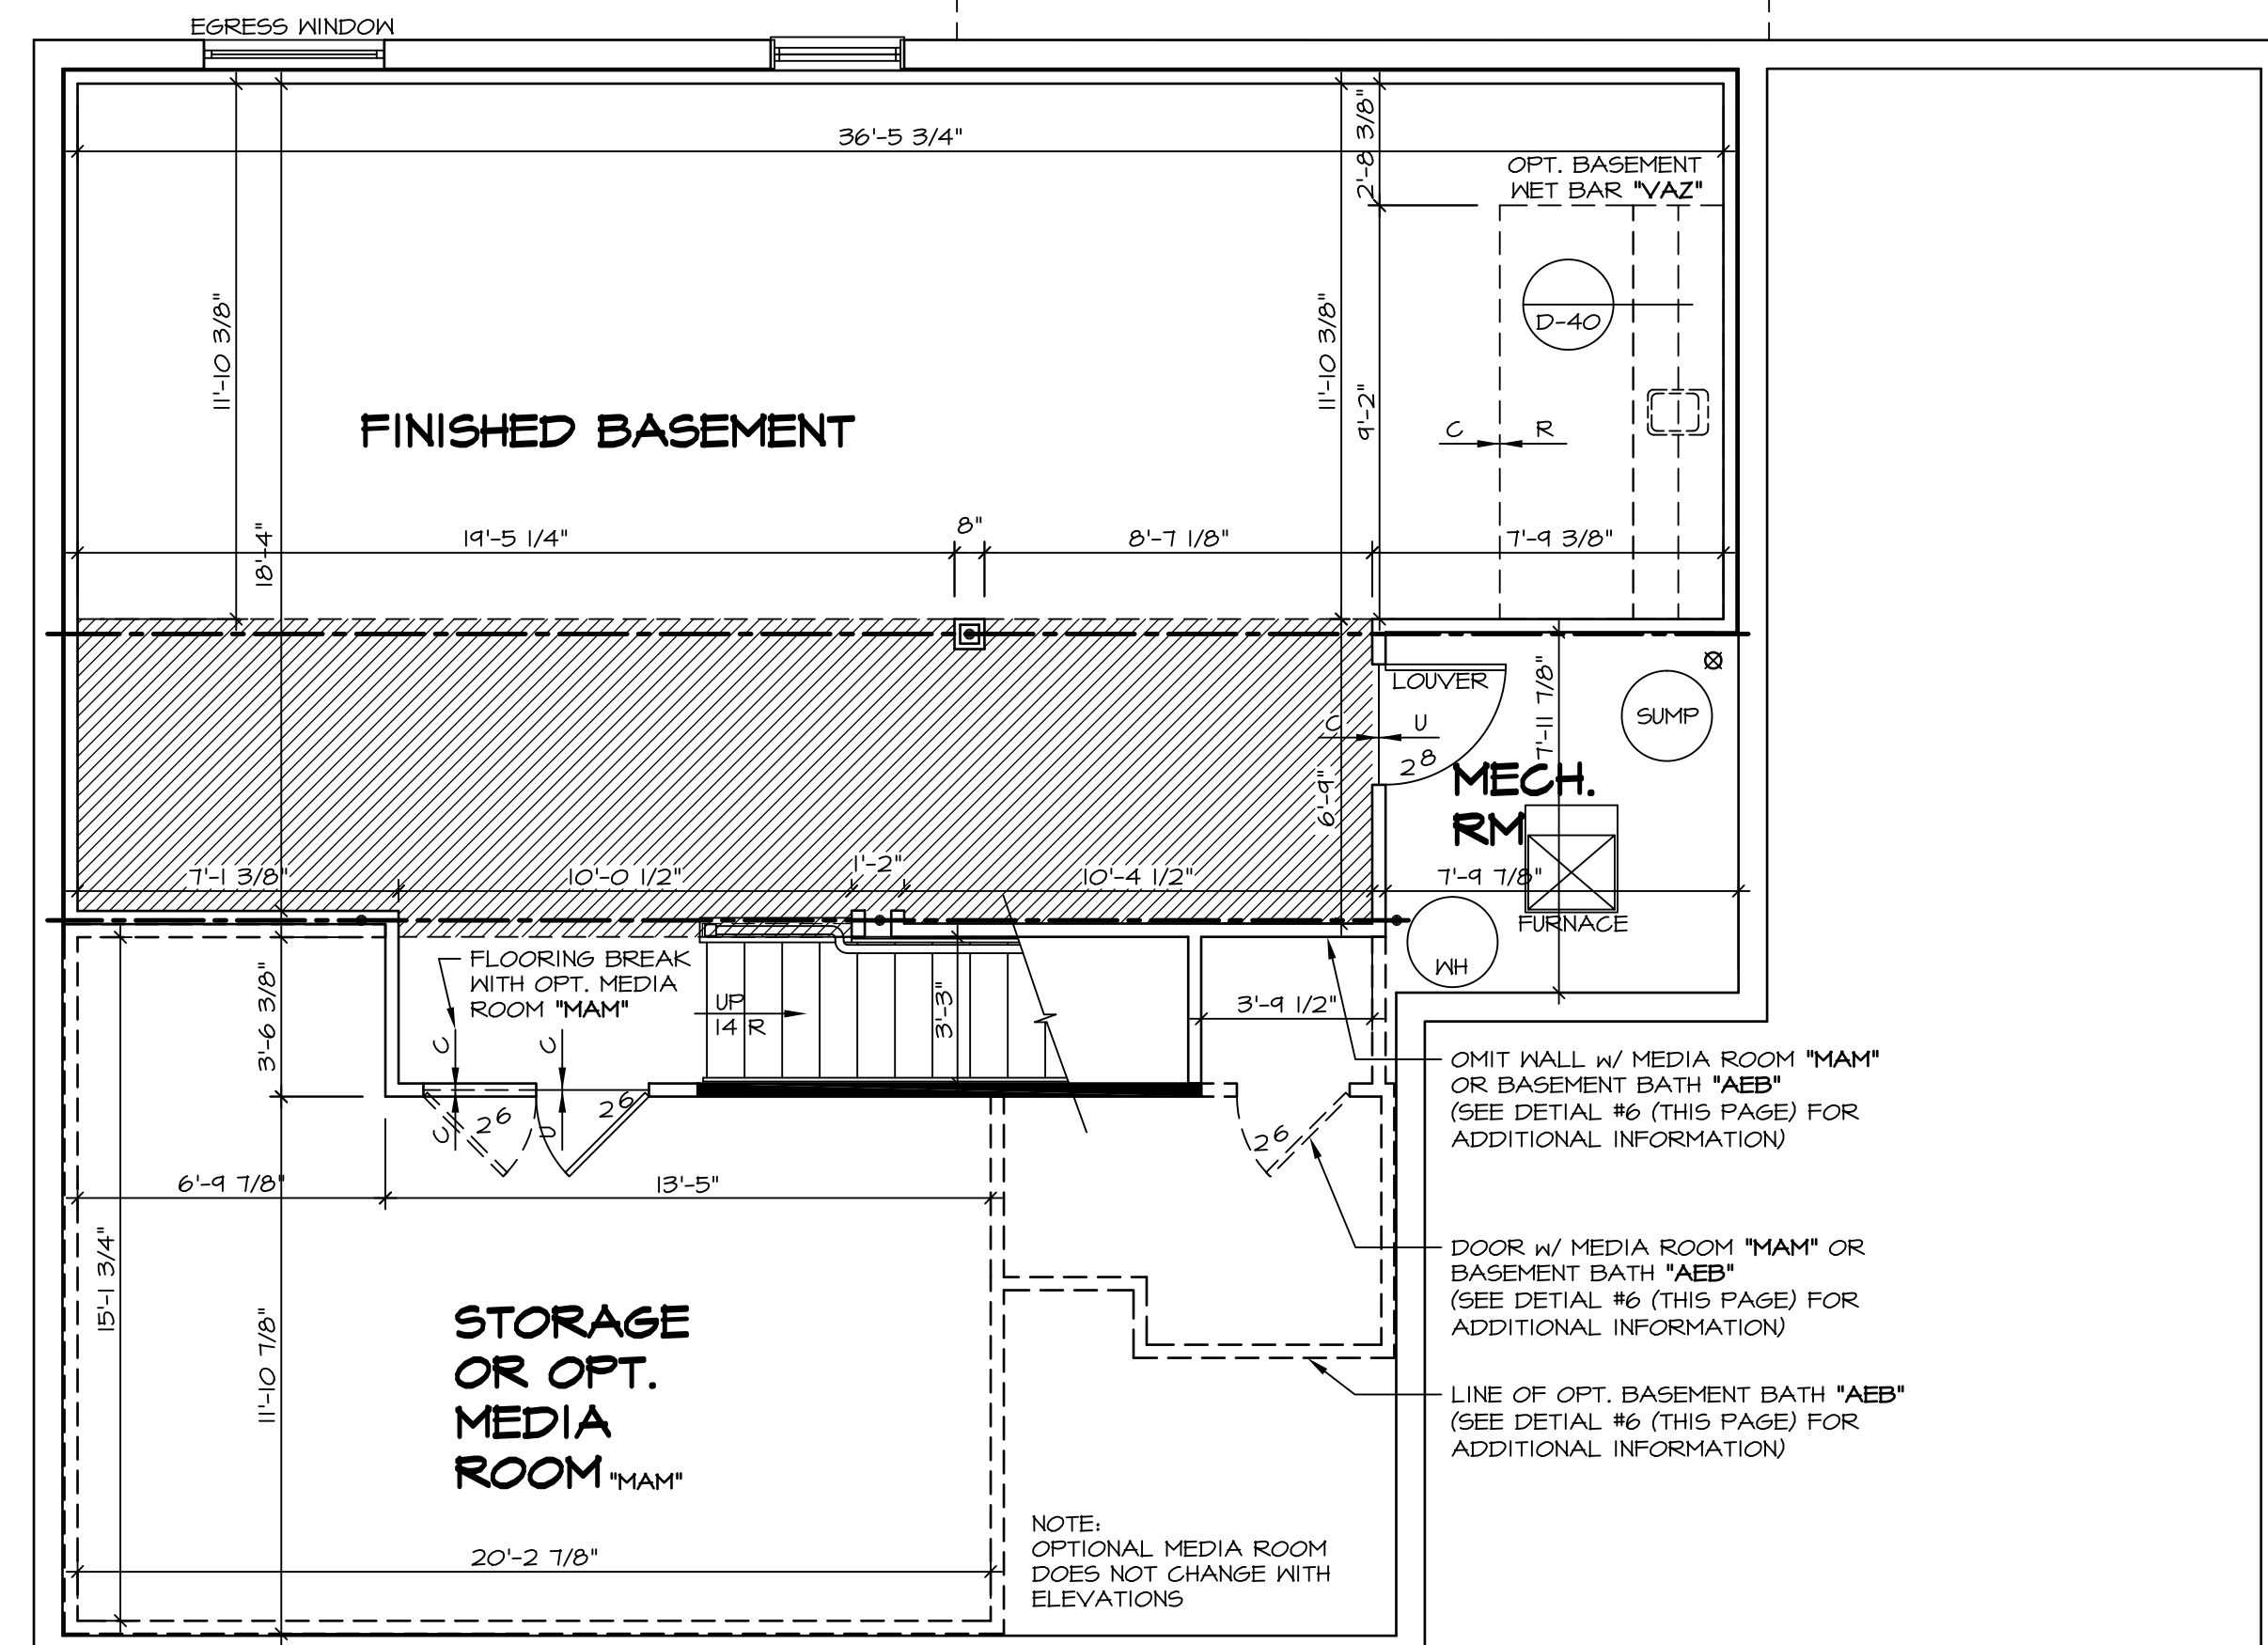 EGRESS WINDOW
36'-5 3/4"
2'-8 3/8"
OPT. BASEMENT
WET BAR "VAZ"
11'-10 3/8"
11'-10 3/8"
D-40
FINISHED BASEMENT
9'-2"
C R
18'-4"
19'-5 1/4"
8"
8'-7 1/8"
7'-9 3/8"
LOUVER
7'-11 7/8"
SUMP
C U
2 8
MECH.
RM
6'-9"
7'-1 3/8"
10'-0 1/2"
1'-2"
10'-4 1/2"
7'-9 7/8"
FURNACE
WH
FLOORING BREAK
WITH OPT. MEDIA
ROOM "MAM"
UP
14 R
3'-3"
3'-9 1/2"
3'-6 3/8"
C
C
U
U
2 6
2 6
2 6
OMIT WALL w/ MEDIA ROOM "MAM"
OR BASEMENT BATH "AEB"
(SEE DETIAL #6 (THIS PAGE) FOR
ADDITIONAL INFORMATION)
6'-9 7/8"
13'-5"
15'-1 3/4"
11'-10 7/8"
DOOR w/ MEDIA ROOM "MAM" OR
BASEMENT BATH "AEB"
(SEE DETIAL #6 (THIS PAGE) FOR
ADDITIONAL INFORMATION)
STORAGE
OR OPT.
MEDIA
ROOM "MAM"
LINE OF OPT. BASEMENT BATH "AEB"
(SEE DETIAL #6 (THIS PAGE) FOR
ADDITIONAL INFORMATION)
20'-2 7/8"
NOTE:
OPTIONAL MEDIA ROOM
DOES NOT CHANGE WITH
ELEVATIONS